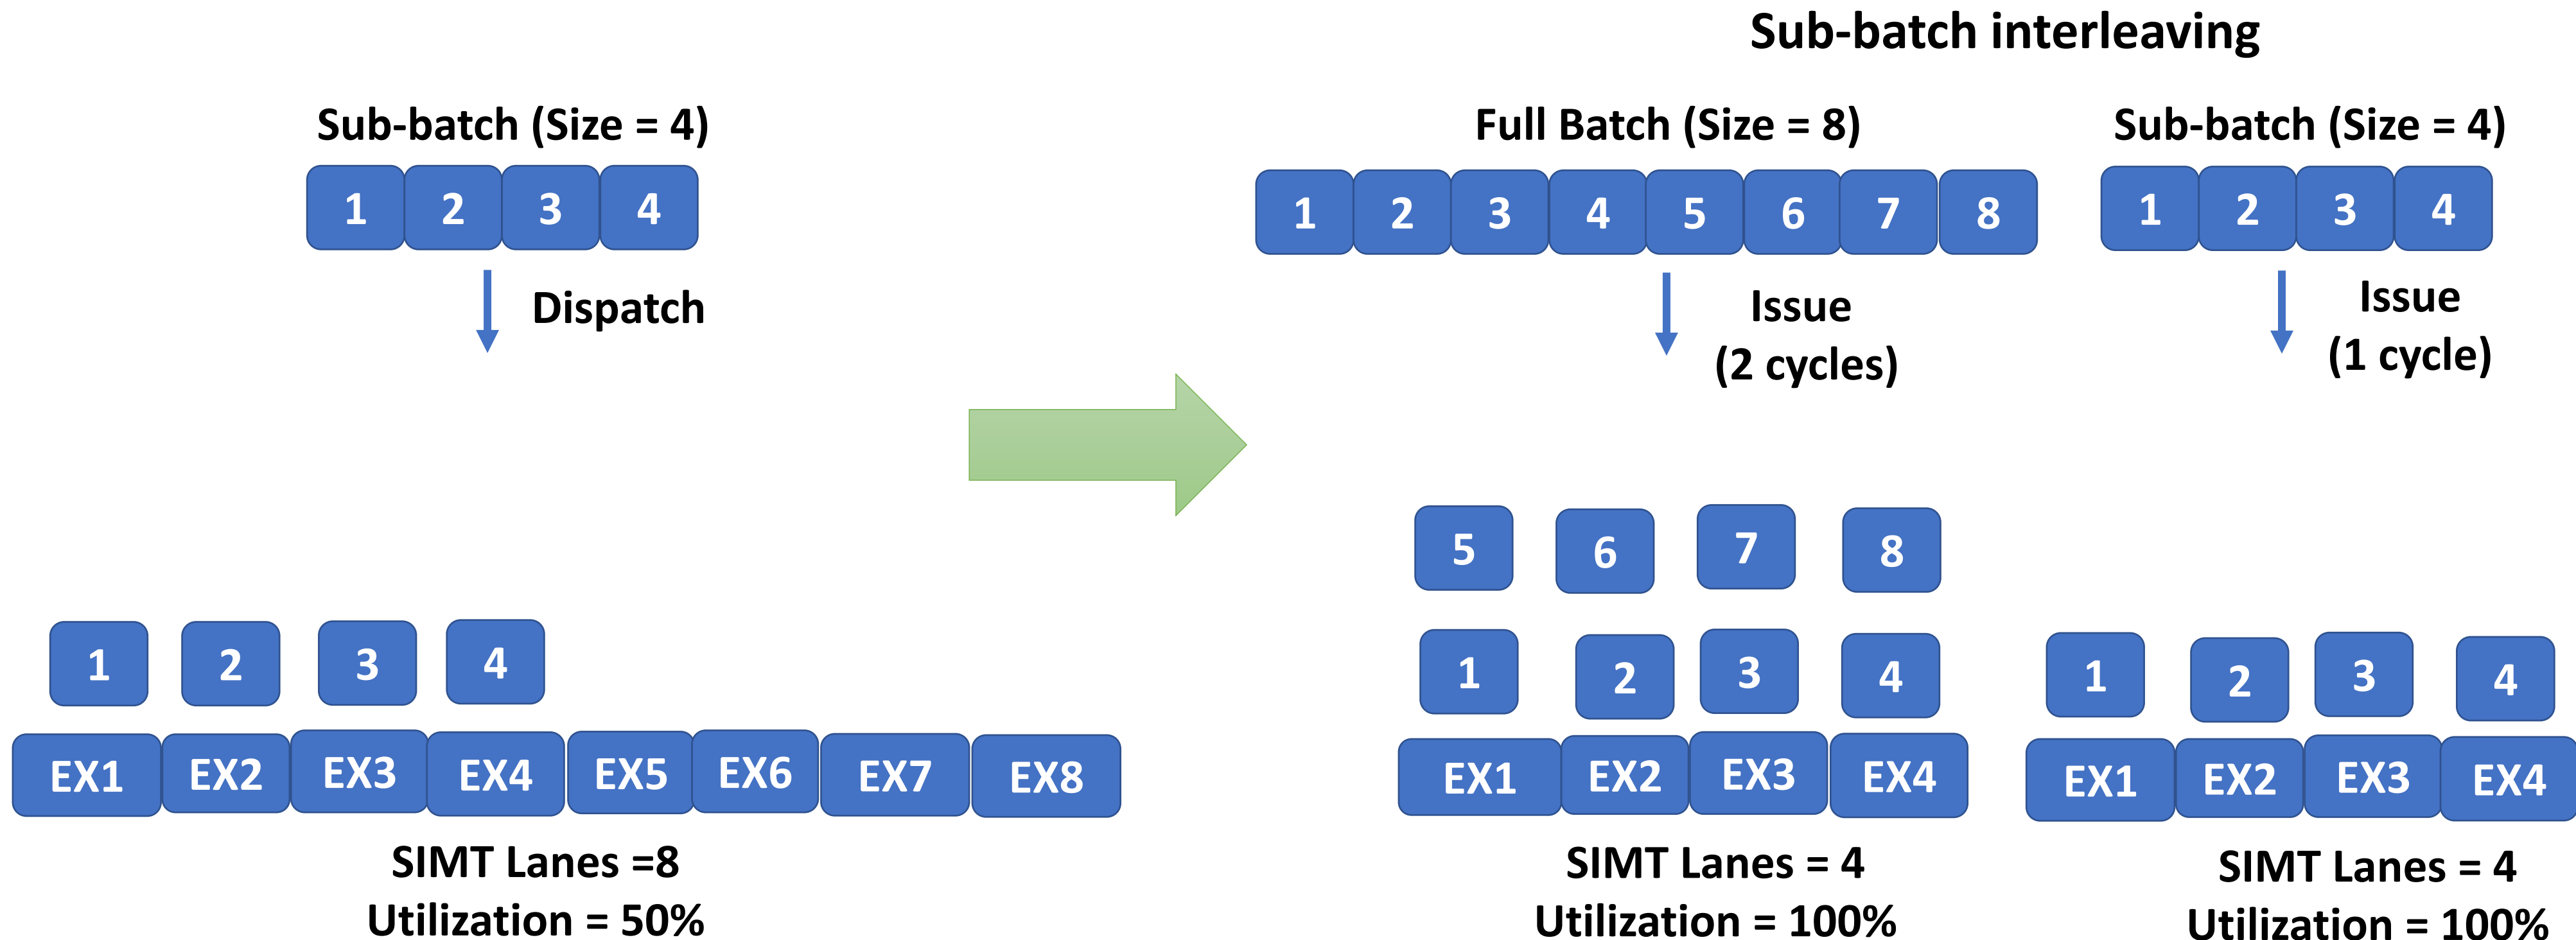 Sub-batch interleaving
Sub-batch (Size = 4)
1 2 3 4
Dispatch
1 2 3 4
EX1 EX2 EX3 EX4 EX5 EX6 EX7 EX8
SIMT Lanes =8
Utilization = 50%
Full Batch (Size = 8)
1 2 3 4 5 6 7 8
Issue
(2 cycles)
5 6 7 8
1 2 3 4
EX1 EX2 EX3 EX4
SIMT Lanes = 4
Utilization = 100%
Sub-batch (Size = 4)
1 2 3 4
Issue
(1 cycle)
1 2 3 4
EX1 EX2 EX3 EX4
SIMT Lanes = 4
Utilization = 100%